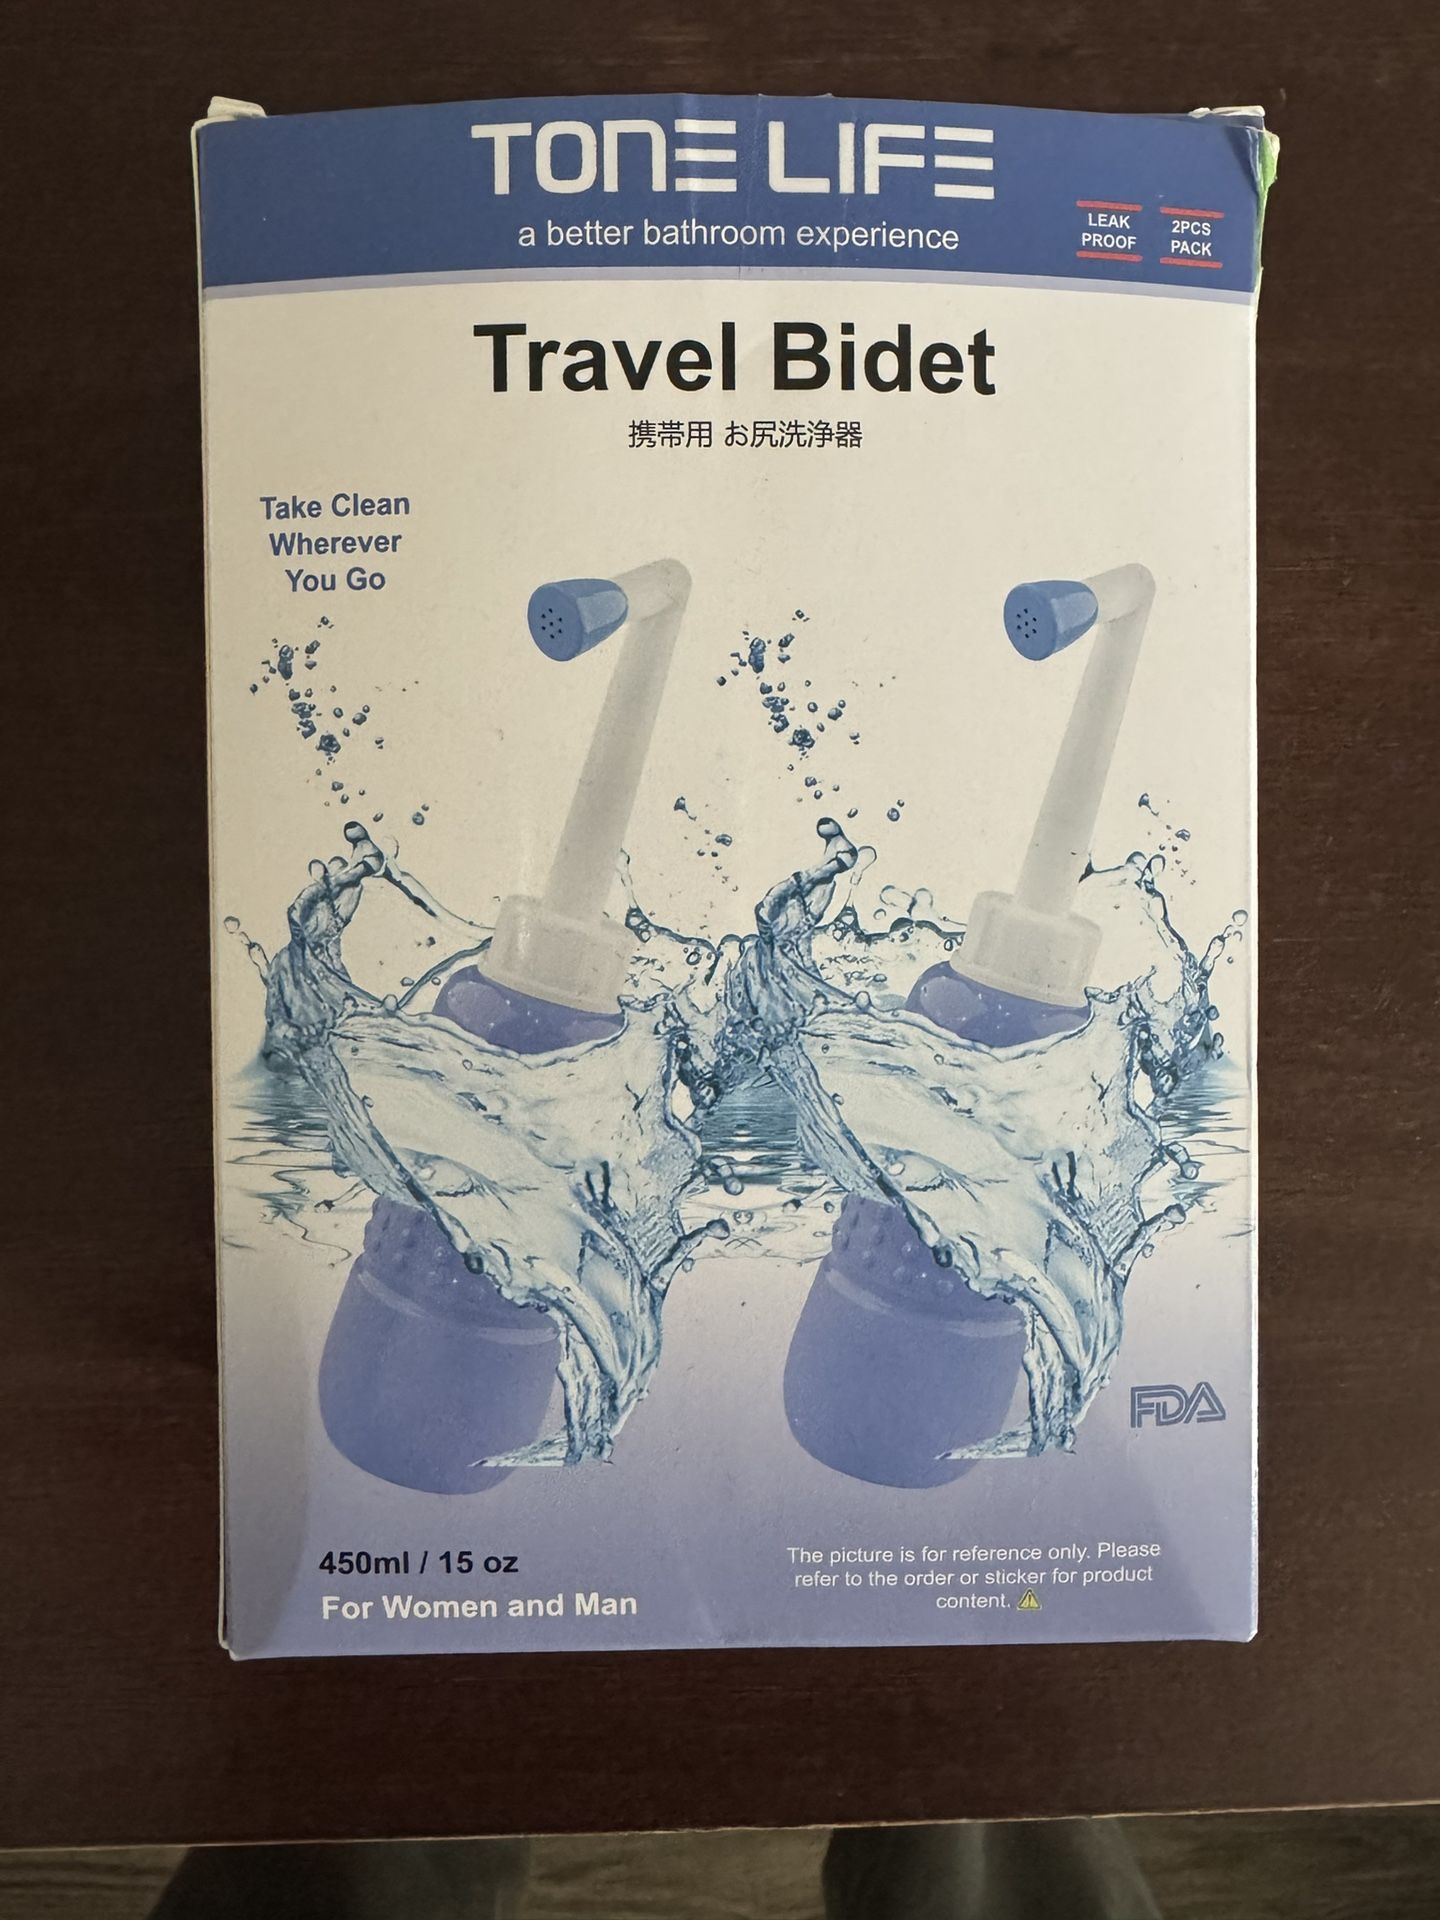 TONE LIFE
a better bathroom experience
LEAK
PROOF
2PCS
PACK
Travel Bidet
携帯用 お尻洗浄器
Take Clean
Wherever
You Go
FDA
450ml / 15 oz
For Women and Man
The picture is for reference only. Please
refer to the order or sticker for product
content.